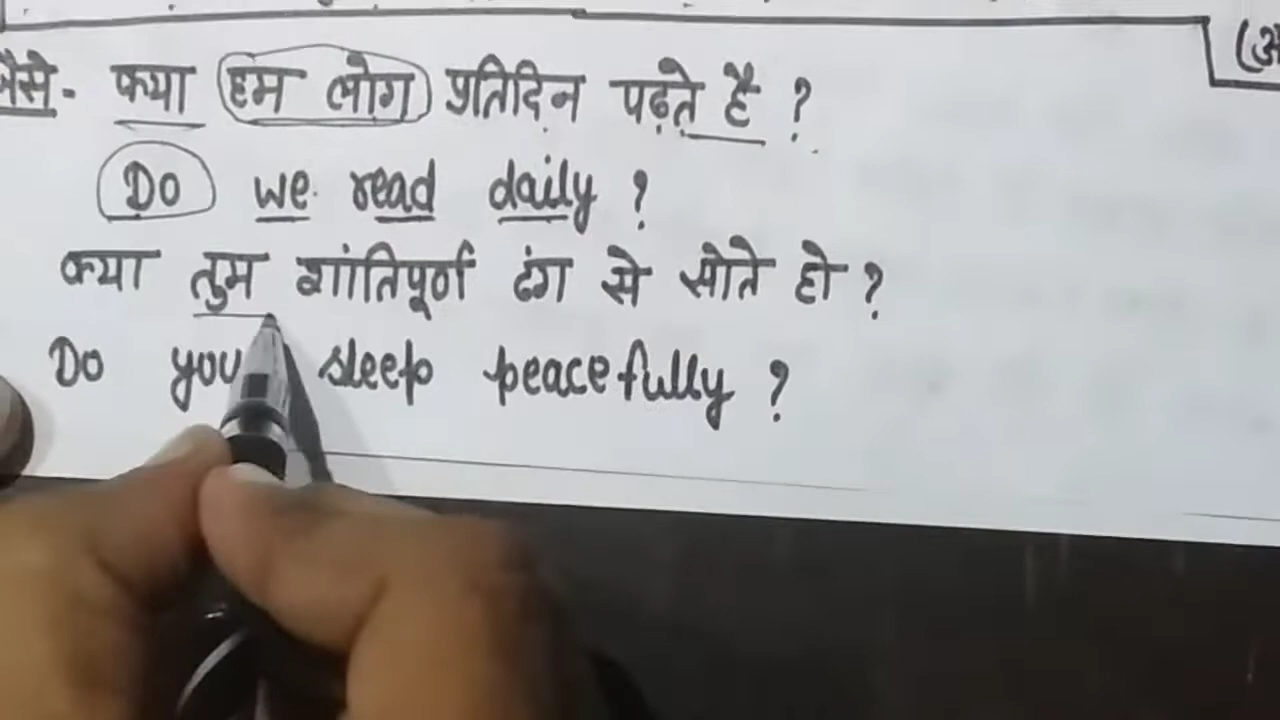 जैसे- क्या हम लोग प्रतिदिन पढ़ते है ?
Do we read daily ?
क्या तुम शांतिपूर्ण ढंग से सोते हो ?
Do you sleep peacefully ?